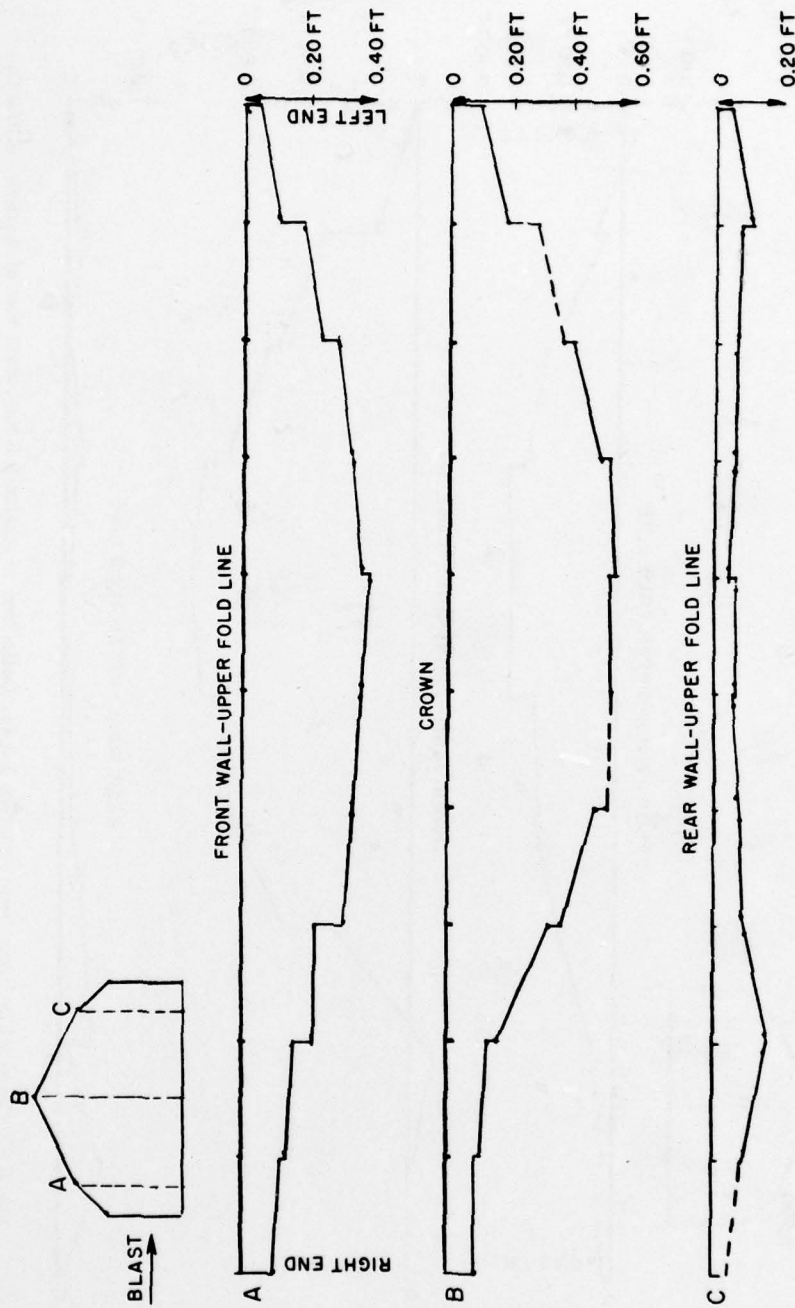 B
A
C
BLAST
FRONT WALL-UPPER FOLD LINE
A
RIGHT END
LEFT END
0
0.20 FT
0.40 FT
CROWN
B
0
0.20 FT
0.40 FT
0.60 FT
REAR WALL-UPPER FOLD LINE
C
0
0.20 FT